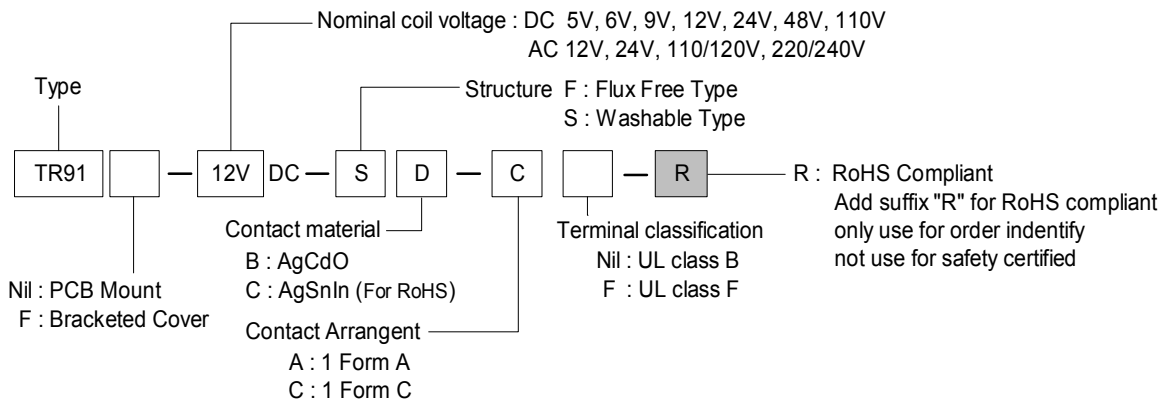 Nominal coil voltage : DC 5V, 6V, 9V, 12V, 24V, 48V, 110V
AC 12V, 24V, 110/120V, 220/240V
Type
Structure F : Flux Free Type
S : Washable Type
TR91 — 12V DC — S D — C — R
R : RoHS Compliant
Add suffix "R" for RoHS compliant
only use for order indentify
not use for safety certified
Contact material
B : AgCdO
C : AgSnIn (For RoHS)
Terminal classification
Nil : UL class B
F : UL class F
Nil : PCB Mount
F : Bracketed Cover
Contact Arrangent
A : 1 Form A
C : 1 Form C